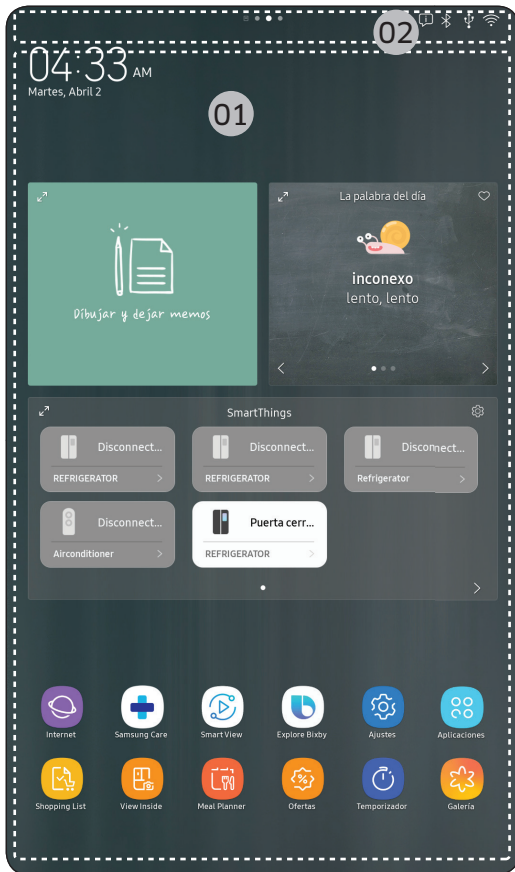 02
04:33 AM
Martes, Abril 2
01
Dibujar y dejar memos
La palabra del día
inconexo
lento, lento
SmartThings
Disconnect...
REFRIGERATOR
Disconnect...
REFRIGERATOR
Disconnect...
Refrigerator
Disconnect...
Airconditioner
Puerta cerr...
REFRIGERATOR
Internet
Samsung Care
Smart View
Explore Bixby
Ajustes
Aplicaciones
Shopping List
View Inside
Meal Planner
Ofertas
Temporizador
Galería